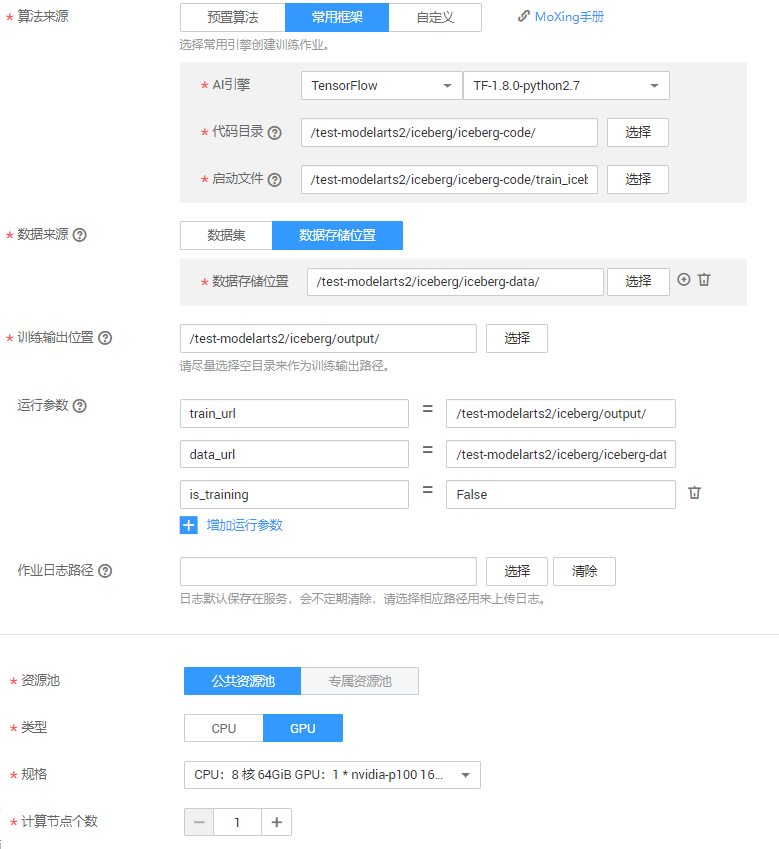 * 算法来源 预置算法 常用框架 自定义 MoXing手册
选择常用引擎创建训练作业。
* AI引擎 TensorFlow TF-1.8.0-python2.7
* 代码目录 ? /test-modelarts2/iceberg/iceberg-code/ 选择
* 启动文件 ? /test-modelarts2/iceberg/iceberg-code/train_iceb 选择
* 数据来源 ? 数据集 数据存储位置
* 数据存储位置 /test-modelarts2/iceberg/iceberg-data/ 选择
* 训练输出位置 ? /test-modelarts2/iceberg/output/ 选择
请尽量选择空目录来作为训练输出路径。
运行参数 ? train_url = /test-modelarts2/iceberg/output/
data_url = /test-modelarts2/iceberg/iceberg-dat
is_training = False
+ 增加运行参数
作业日志路径 ? 选择 清除
日志默认保存在服务，会不定期清除，请选择相应路径用来上传日志。
* 资源池 公共资源池 专属资源池
* 类型 CPU GPU
* 规格 CPU：8 核 64GiB GPU：1 * nvidia-p100 16...
* 计算节点个数 − 1 +